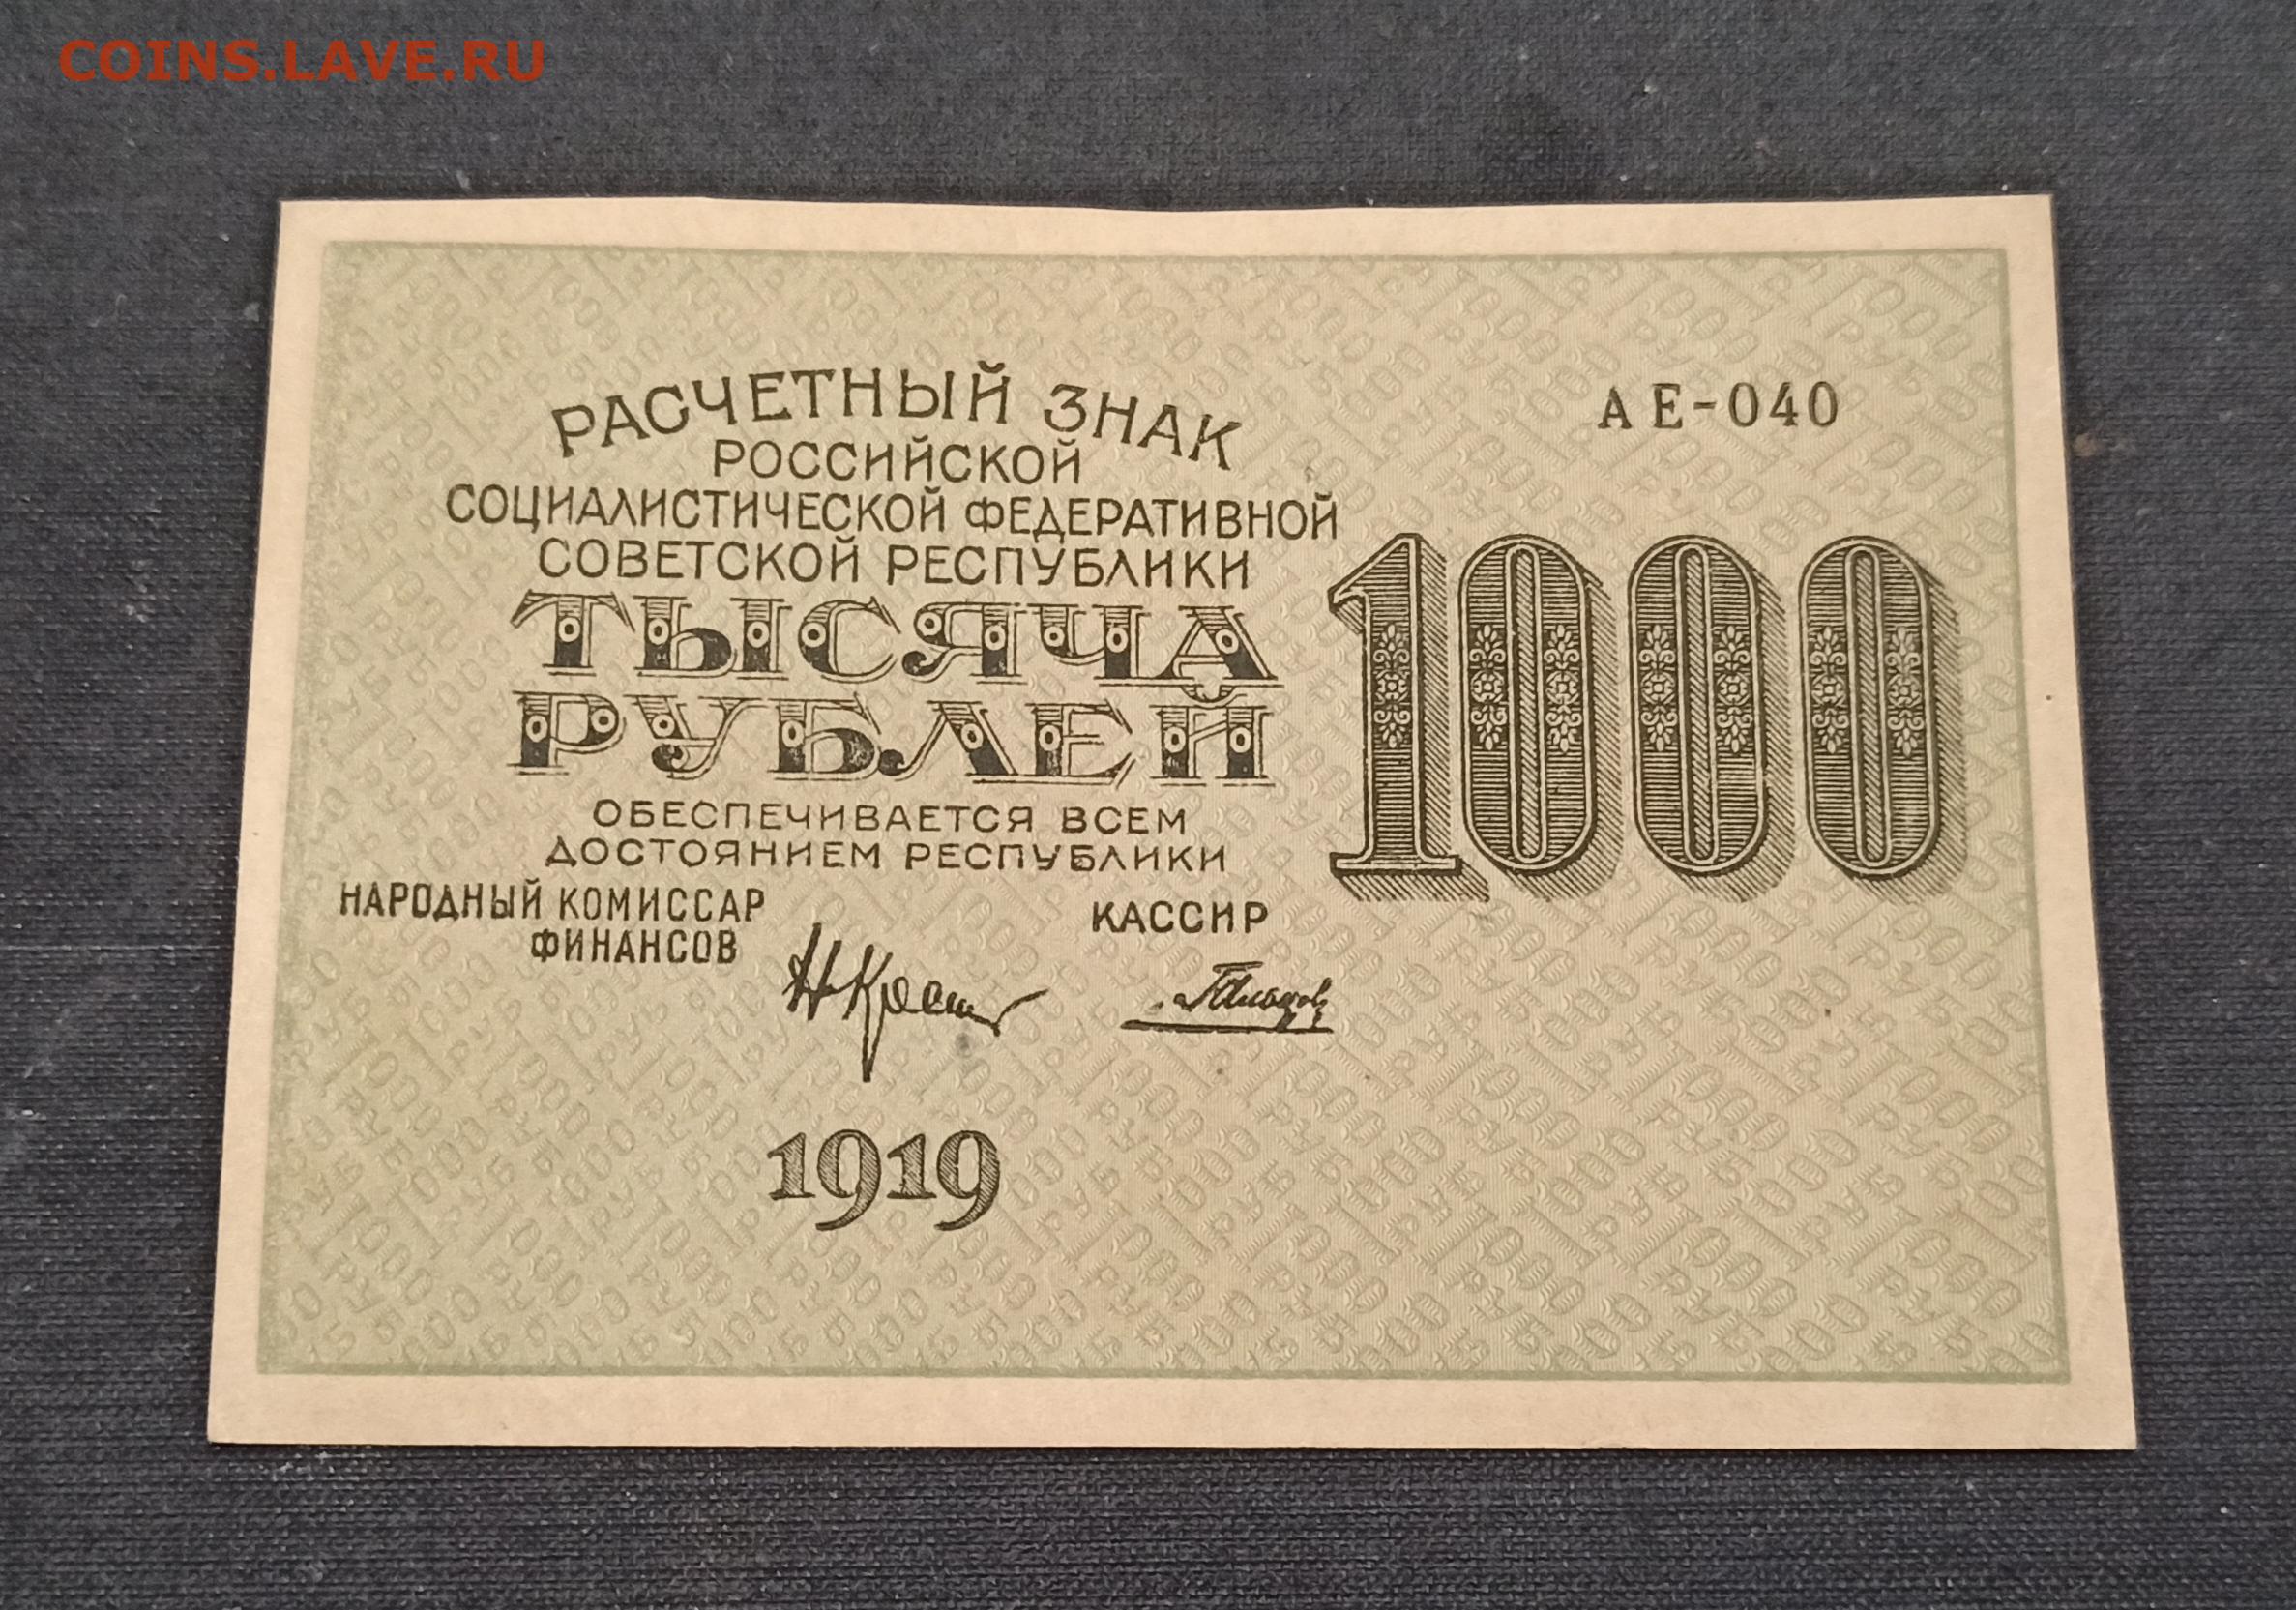 COINS.LAVE.RU
РАСЧЕТНЫЙ ЗНАК
АЕ-040
РОССИЙСКОЙ
СОЦИАЛИСТИЧЕСКОЙ ФЕДЕРАТИВНОЙ
СОВЕТСКОЙ РЕСПУБЛИКИ
ТЫСЯЧА
РУБЛЕЙ
1000
ОБЕСПЕЧИВАЕТСЯ ВСЕМ
ДОСТОЯНИЕМ РЕСПУБЛИКИ
НАРОДНЫЙ КОМИССАР
ФИНАНСОВ
КАССИР
1919